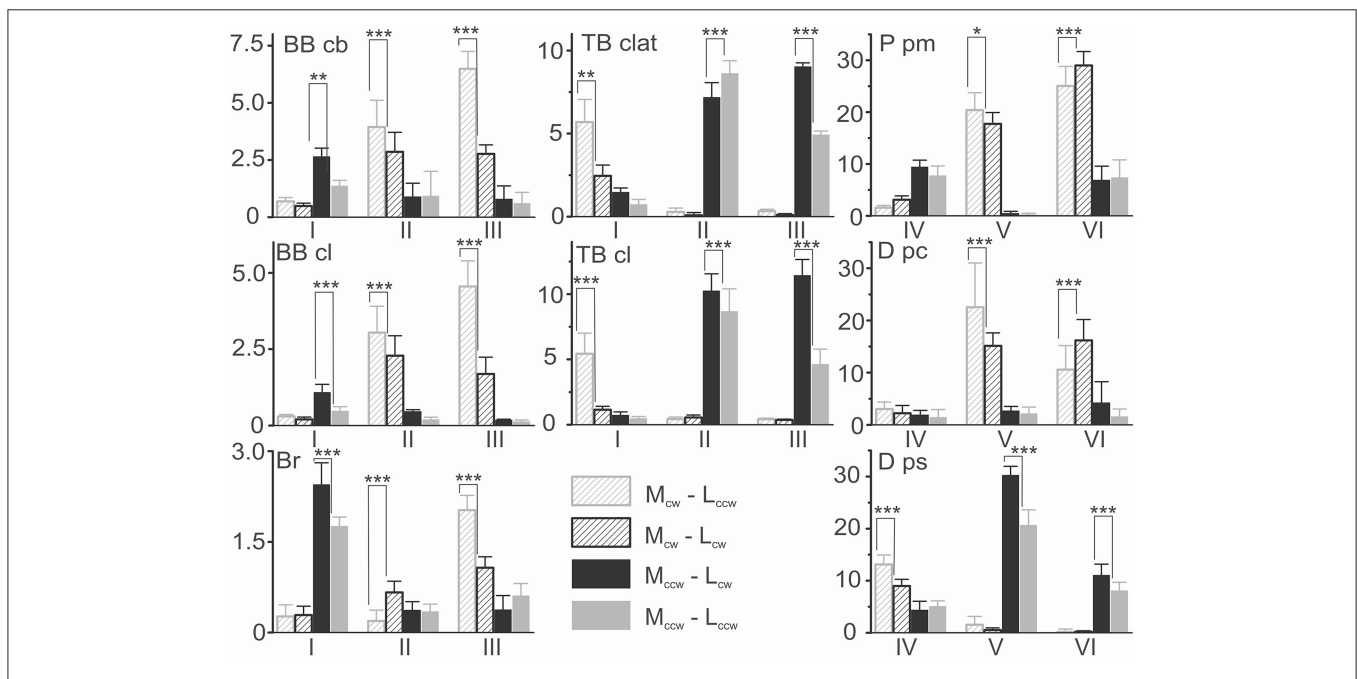 BB cb
7.5
5.0
2.5
0
**
***
***
I
II
III
TB clat
10
5
0
**
***
***
I
II
III
P pm
30
20
10
0
*
***
IV
V
VI
BB cl
5.0
2.5
0
***
***
***
I
II
III
TB cl
10
5
0
***
***
***
I
II
III
D pc
30
20
10
0
***
***
IV
V
VI
Br
3.0
1.5
0
***
***
***
I
II
III
Mcw - Lccw
Mcw - Lcw
Mccw - Lcw
Mccw - Lccw
D ps
30
20
10
0
***
***
***
IV
V
VI